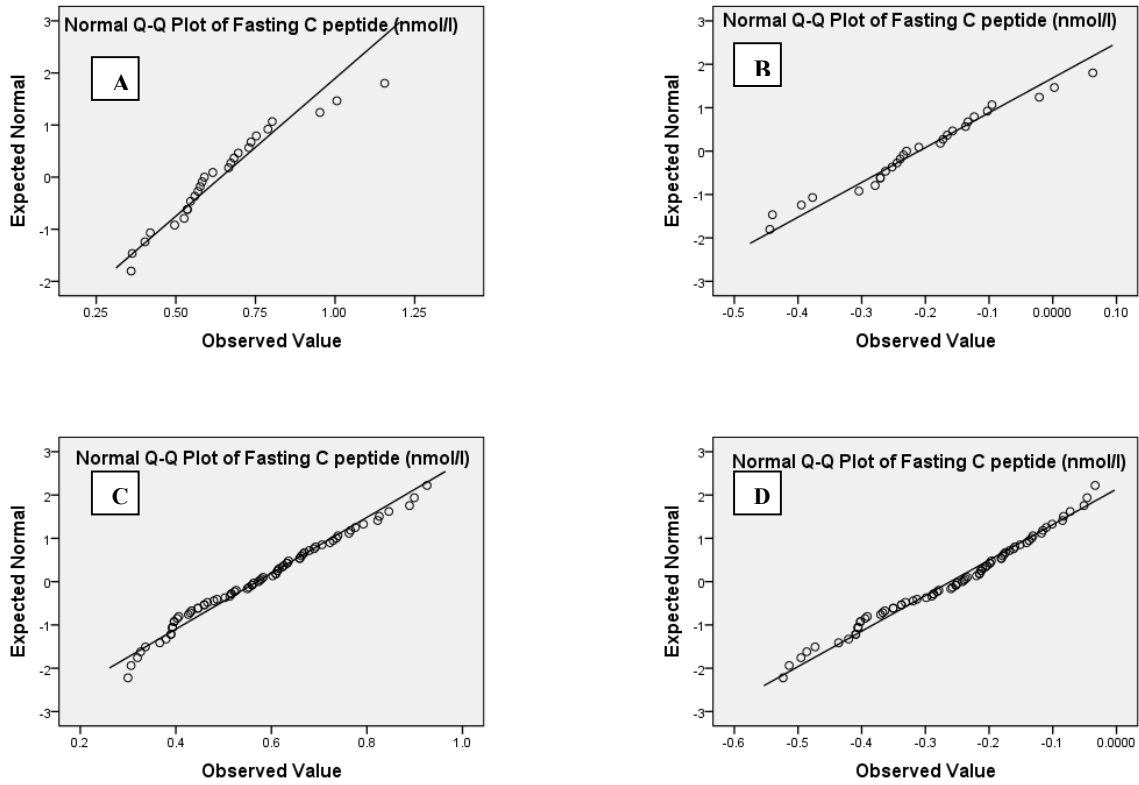 Normal Q-Q Plot of Fasting C peptide (nmol/l)
A
Expected Normal
3
2
1
0
-1
-2
0.25 0.50 0.75 1.00 1.25
Observed Value
Normal Q-Q Plot of Fasting C peptide (nmol/l)
B
Expected Normal
3
2
1
0
-1
-2
-3
-0.5 -0.4 -0.3 -0.2 -0.1 0.0000 0.10
Observed Value
Normal Q-Q Plot of Fasting C peptide (nmol/l)
C
Expected Normal
3
2
1
0
-1
-2
-3
0.2 0.4 0.6 0.8 1.0
Observed Value
Normal Q-Q Plot of Fasting C peptide (nmol/l)
D
Expected Normal
3
2
1
0
-1
-2
-3
-0.6 -0.5 -0.4 -0.3 -0.2 -0.1 0.0000
Observed Value